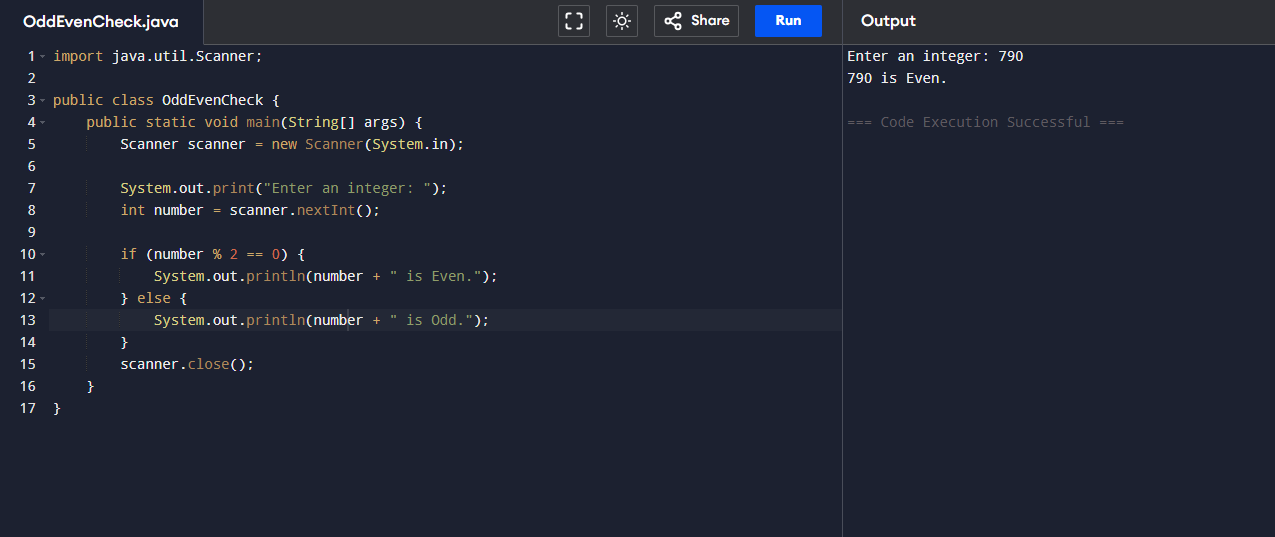 OddEvenCheck.java
Share
Run
Output
1 import java.util.Scanner;
2
3 public class OddEvenCheck {
4     public static void main(String[] args) {
5         Scanner scanner = new Scanner(System.in);
6
7         System.out.print("Enter an integer: ");
8         int number = scanner.nextInt();
9
10         if (number % 2 == 0) {
11             System.out.println(number + " is Even.");
12         } else {
13             System.out.println(number + " is Odd.");
14         }
15         scanner.close();
16     }
17 }
Enter an integer: 790
790 is Even.
=== Code Execution Successful ===